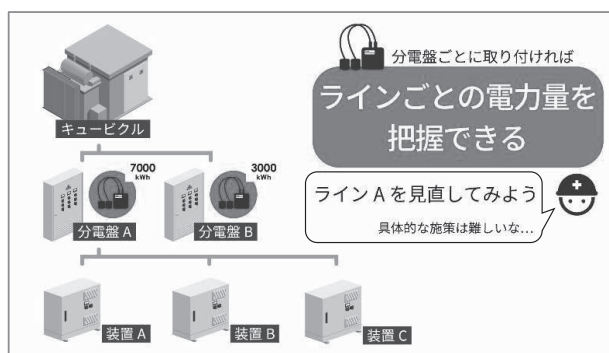 分電盤ごとに取り付ければ
ラインごとの電力量を
把握できる
キュービクル
7000
kWh
3000
kWh
分電盤 A
分電盤 B
ライン A を見直してみよう
具体的な施策は難しいな…
装置 A
装置 B
装置 C